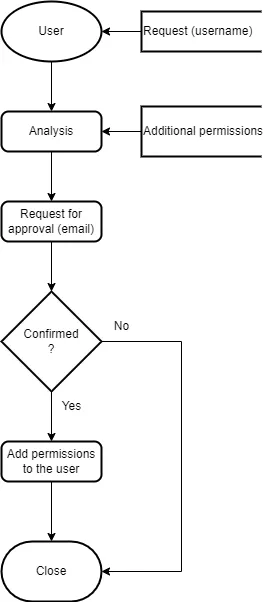 User
Request (username)
Analysis
Additional permissions
Request for
approval (email)
Confirmed
?
No
Yes
Add permissions
to the user
Close